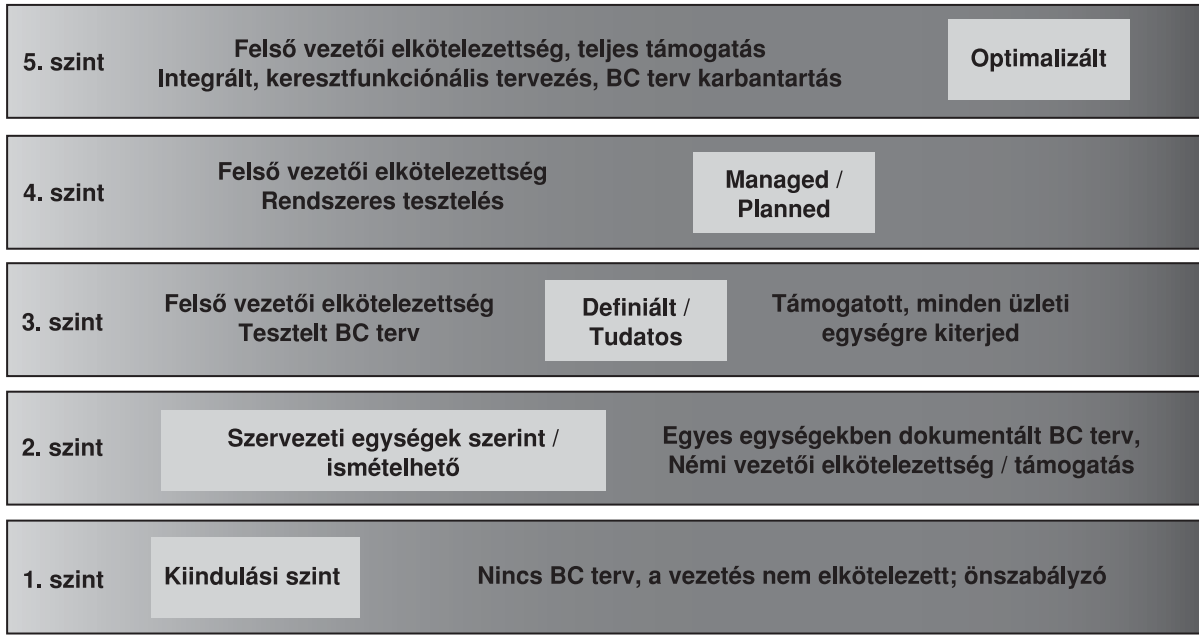 5. szint
Felső vezetői elkötelezettség, teljes támogatás
Integrált, keresztfunkciónális tervezés, BC terv karbantartás
Optimalizált
4. szint
Felső vezetői elkötelezettség
Rendszeres tesztelés
Managed /
Planned
3. szint
Felső vezetői elkötelezettség
Tesztelt BC terv
Definiált /
Tudatos
Támogatott, minden üzleti
egységre kiterjed
2. szint
Szervezeti egységek szerint /
ismételhető
Egyes egységekben dokumentált BC terv,
Némi vezetői elkötelezettség / támogatás
1. szint
Kiindulási szint
Nincs BC terv, a vezetés nem elkötelezett; önszabályzó